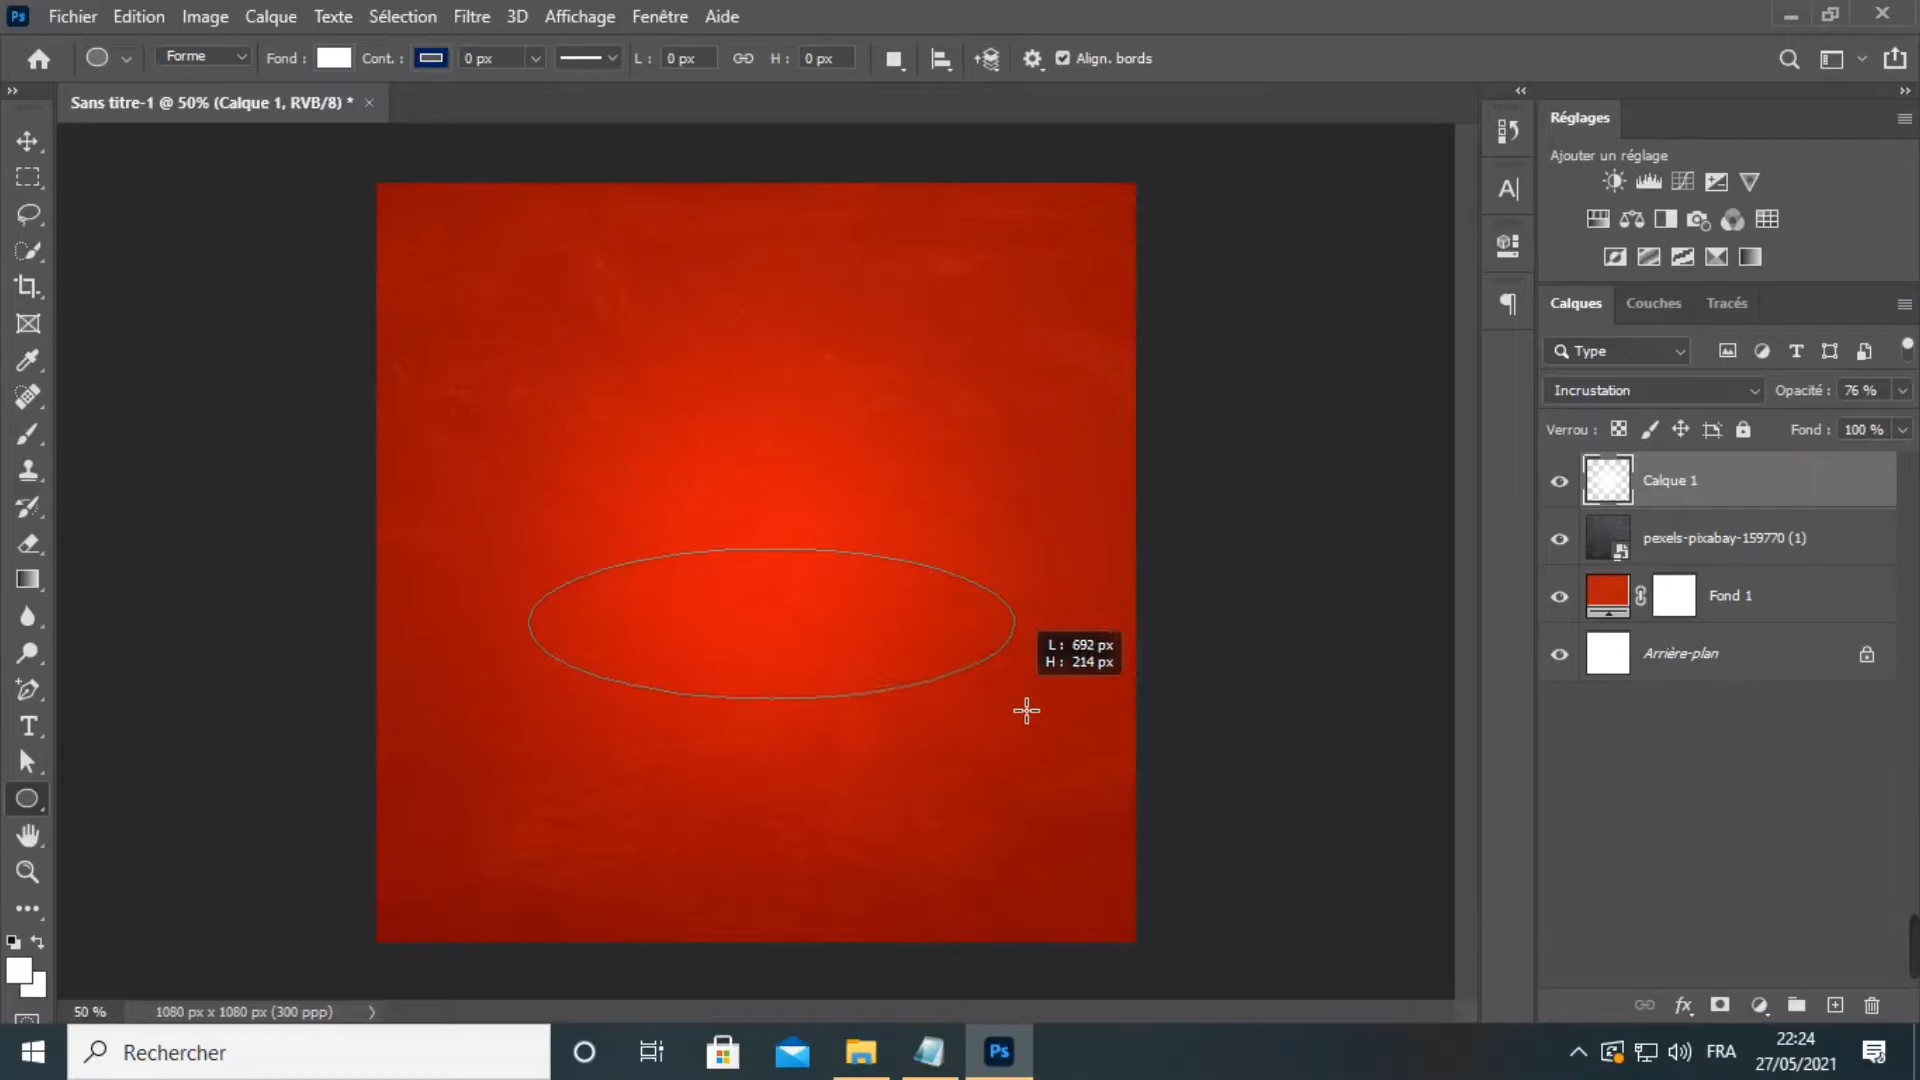 Ps Fichier Edition Image Calque Texte Sélection Filtre 3D Affichage Fenêtre Aide
Forme Fond : Cont. : 0 px L : 0 px H : 0 px Align. bords
Sans titre-1 @ 50% (Calque 1, RVB/8) * ×
Réglages
Ajouter un réglage
Calques Couches Tracés
Type
Incrustation Opacité : 76 %
Verrou : Fond : 100 %
Calque 1
pexels-pixabay-159770 (1)
Fond 1
Arrière-plan
L : 692 px
H : 214 px
50 % 1080 px x 1080 px (300 ppp)
Rechercher
Ps
FRA
22:24
27/05/2021